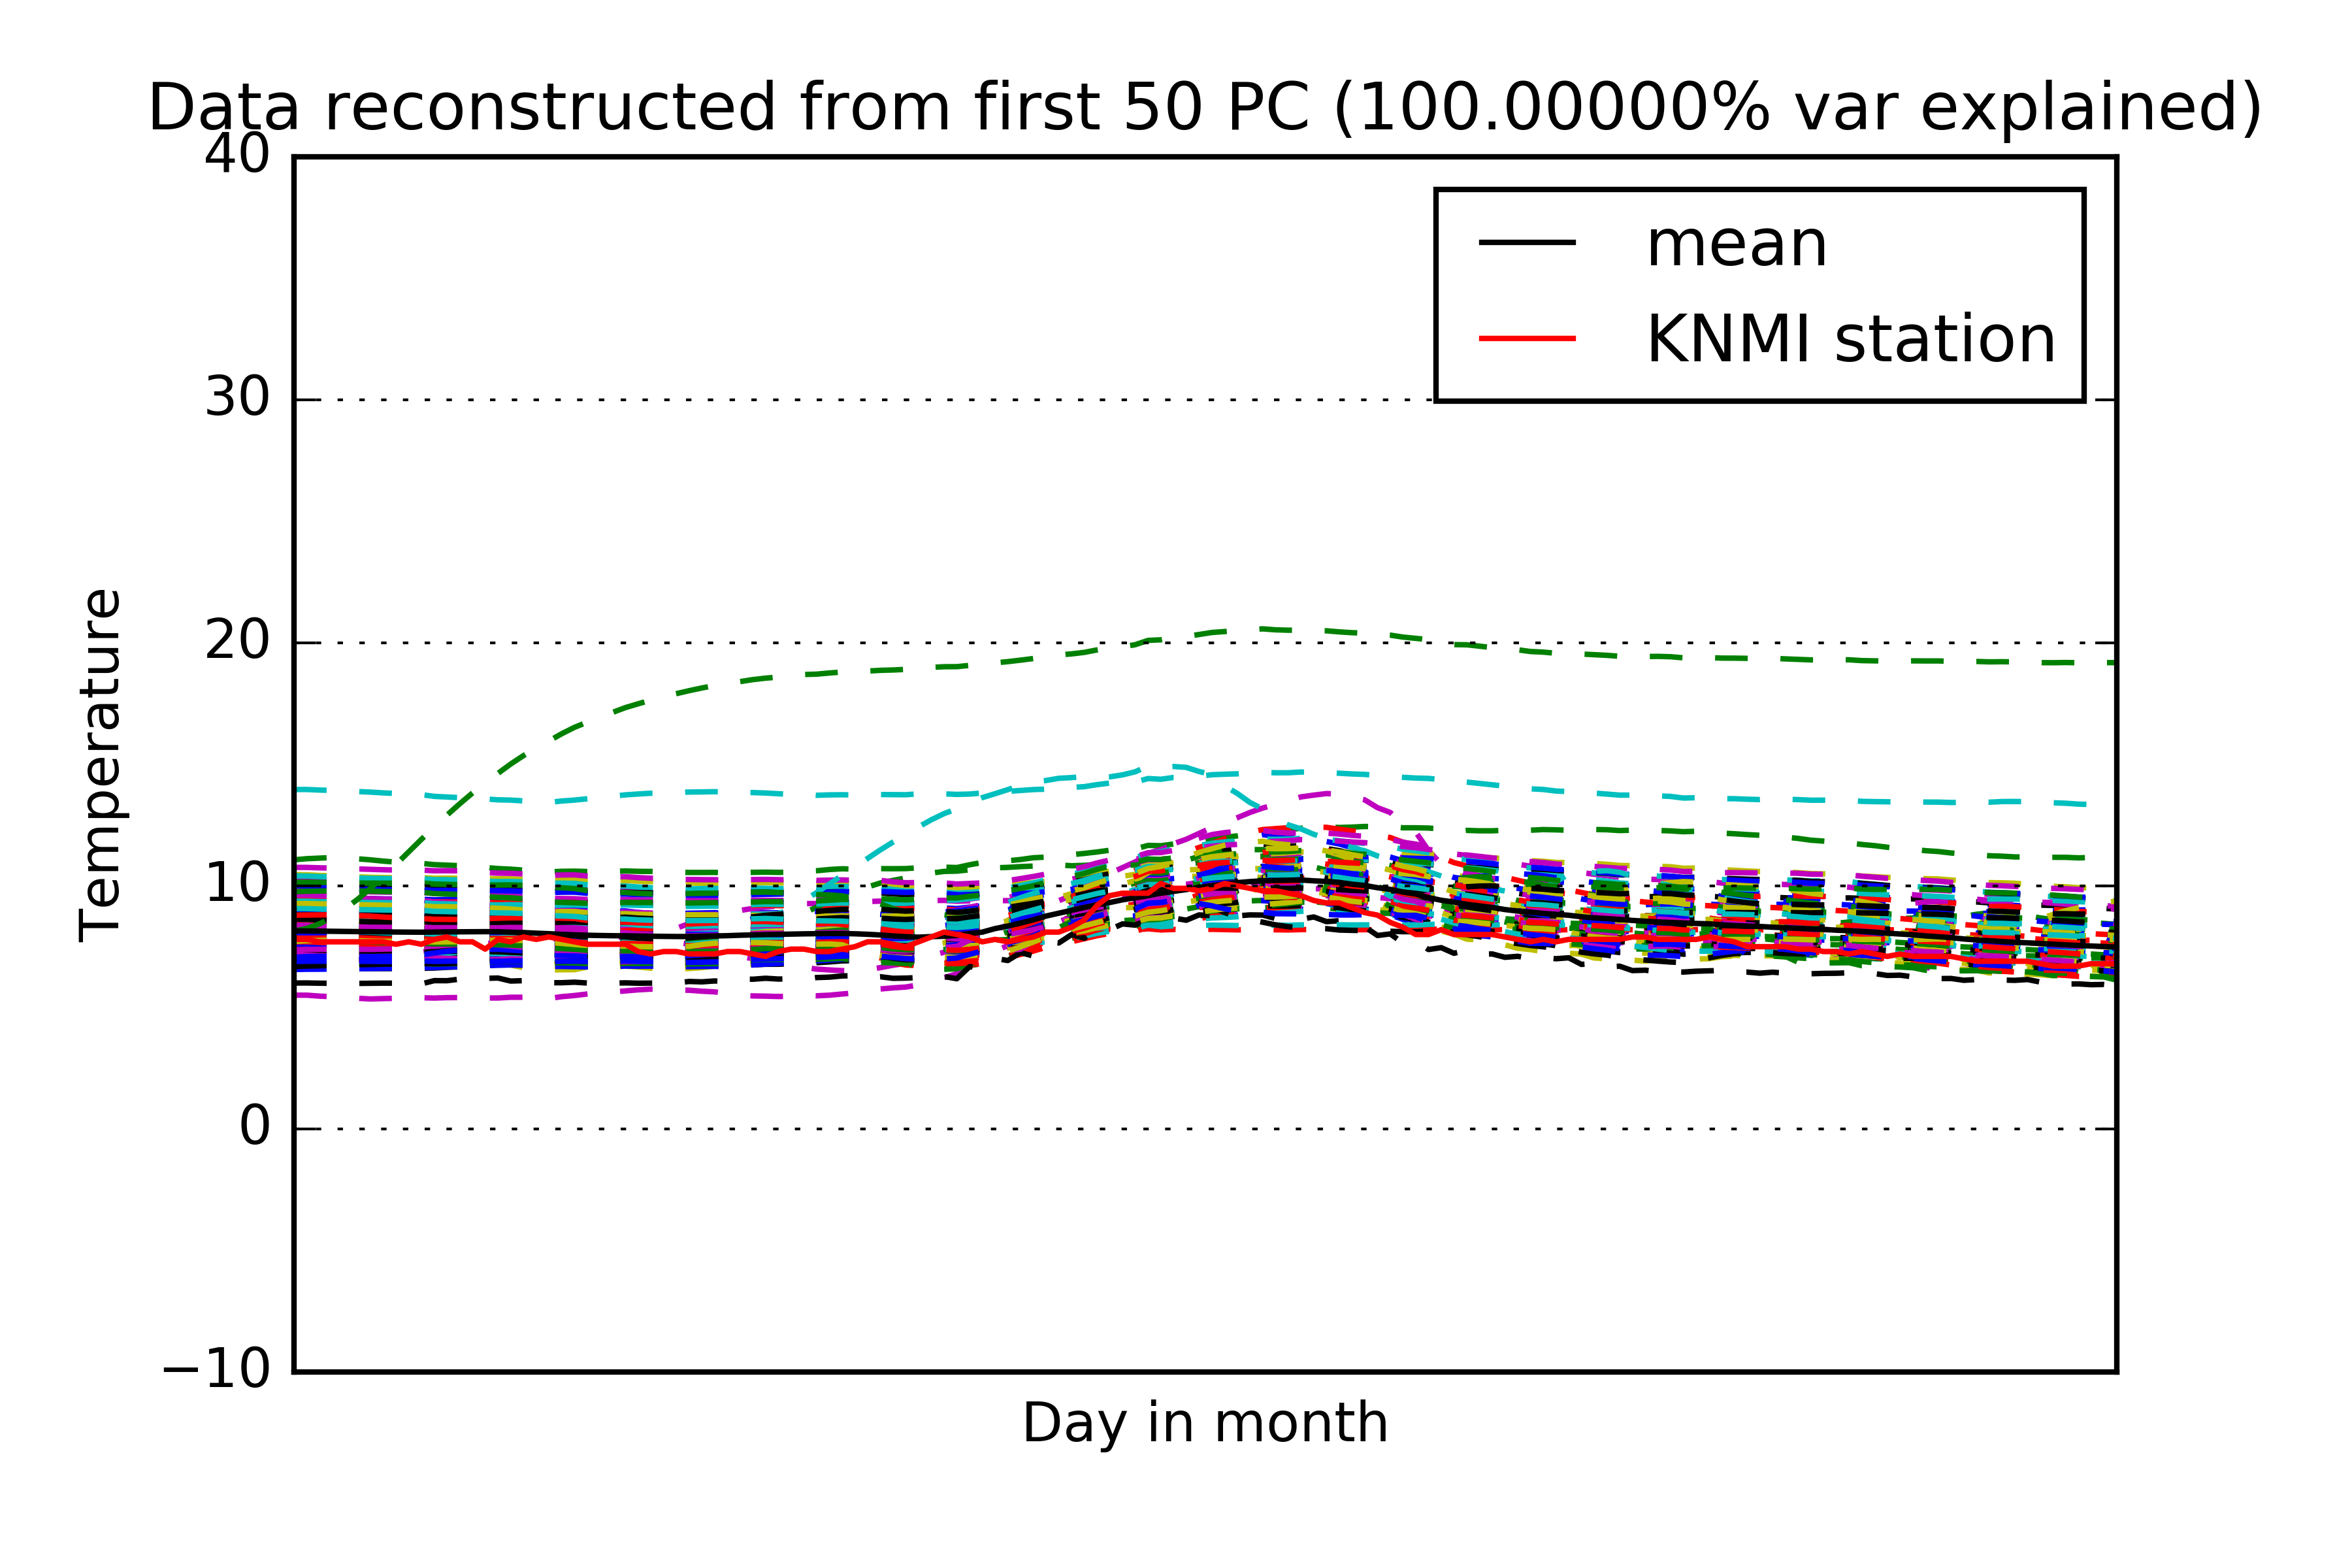 Data reconstructed from first 50 PC (100.00000% var explained)
40
30
20
10
0
−10
Temperature
Day in month
mean
KNMI station